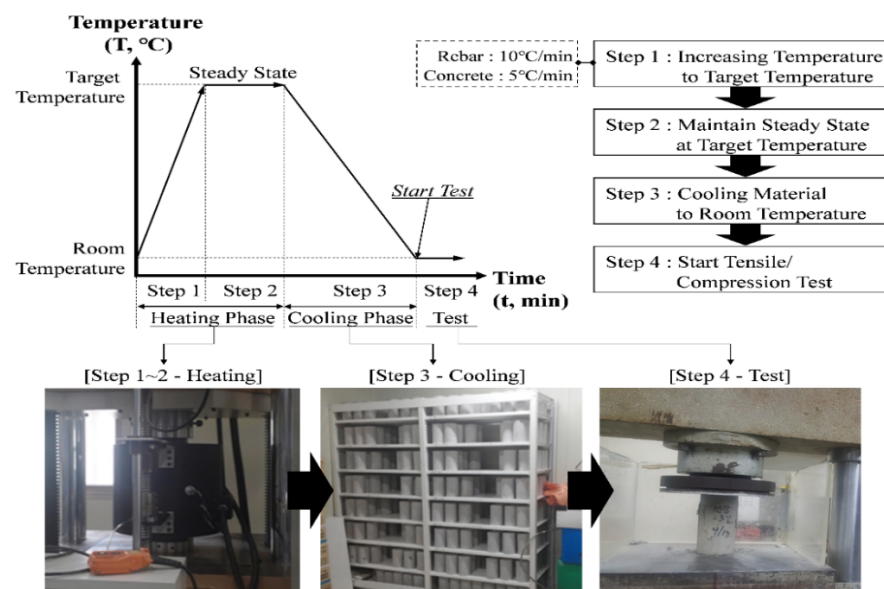 Temperature
(T, °C)
Target
Temperature
Steady State
Start Test
Room
Temperature
Time
(t, min)
Step 1
Step 2
Step 3
Step 4
Heating Phase
Cooling Phase
Test
Rebar : 10°C/min
Concrete : 5°C/min
Step 1 : Increasing Temperature
to Target Temperature
Step 2 : Maintain Steady State
at Target Temperature
Step 3 : Cooling Material
to Room Temperature
Step 4 : Start Tensile/
Compression Test
[Step 1~2 - Heating]
[Step 3 - Cooling]
[Step 4 - Test]